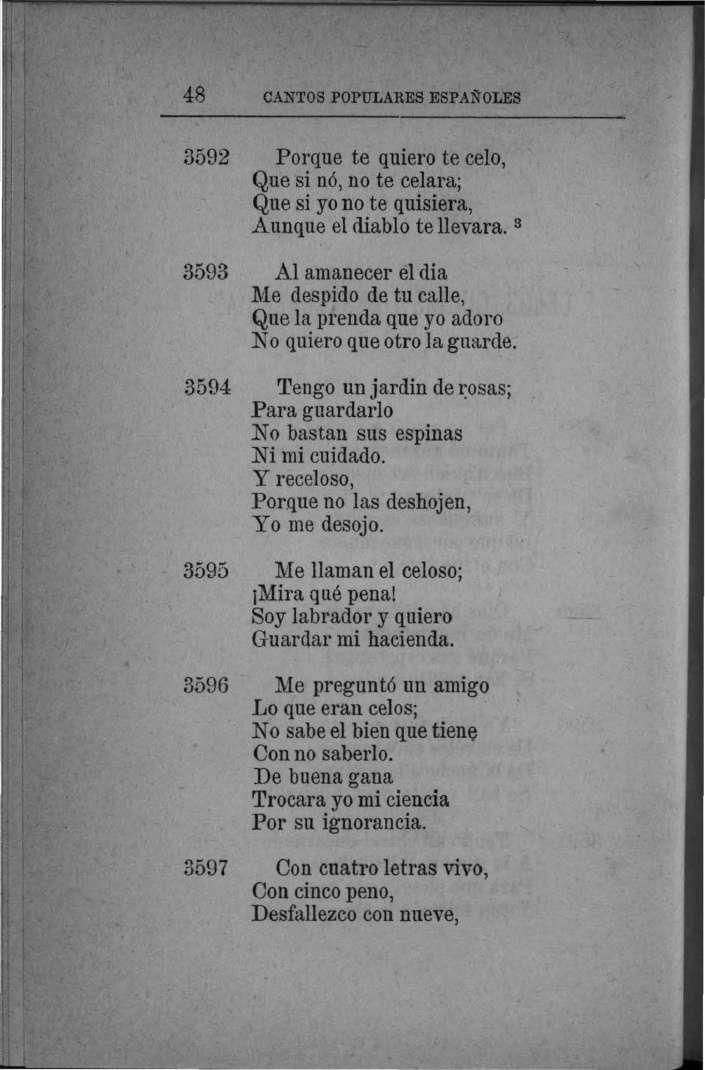 48 CANTOS POPULARES ESPAÑOLES
3592 Porque te quiero te celo,
Que si nó, no te celara;
Que si yo no te quisiera,
Aunque el diablo te llevara. ³
3593 Al amanecer el dia
Me despido de tu calle,
Que la prenda que yo adoro
No quiero que otro la guarde.
3594 Tengo un jardin de rosas;
Para guardarlo
No bastan sus espinas
Ni mi cuidado.
Y receloso,
Porque no las deshojen,
Yo me desojo.
3595 Me llaman el celoso;
¡Mira qué pena!
Soy labrador y quiero
Guardar mi hacienda.
3596 Me preguntó un amigo
Lo que eran celos;
No sabe el bien que tiene
Con no saberlo.
De buena gana
Trocara yo mi ciencia
Por su ignorancia.
3597 Con cuatro letras vivo,
Con cinco peno,
Desfallezco con nueve,